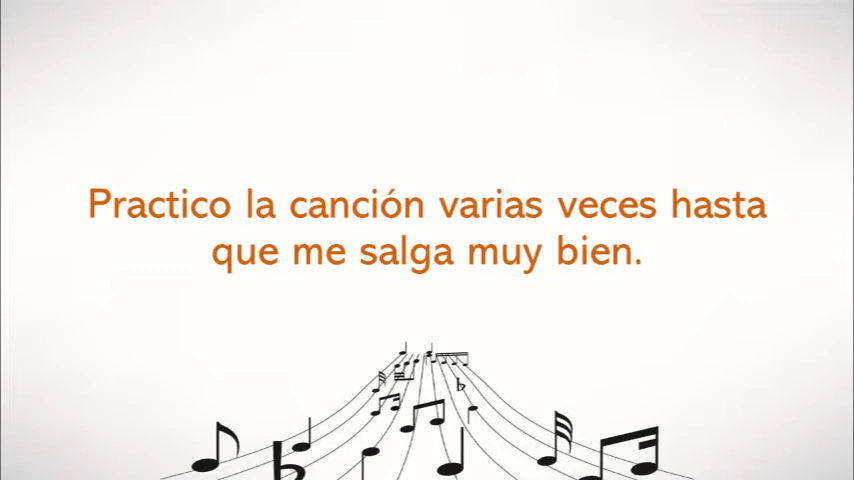 Practico la canción varias veces hasta
que me salga muy bien.